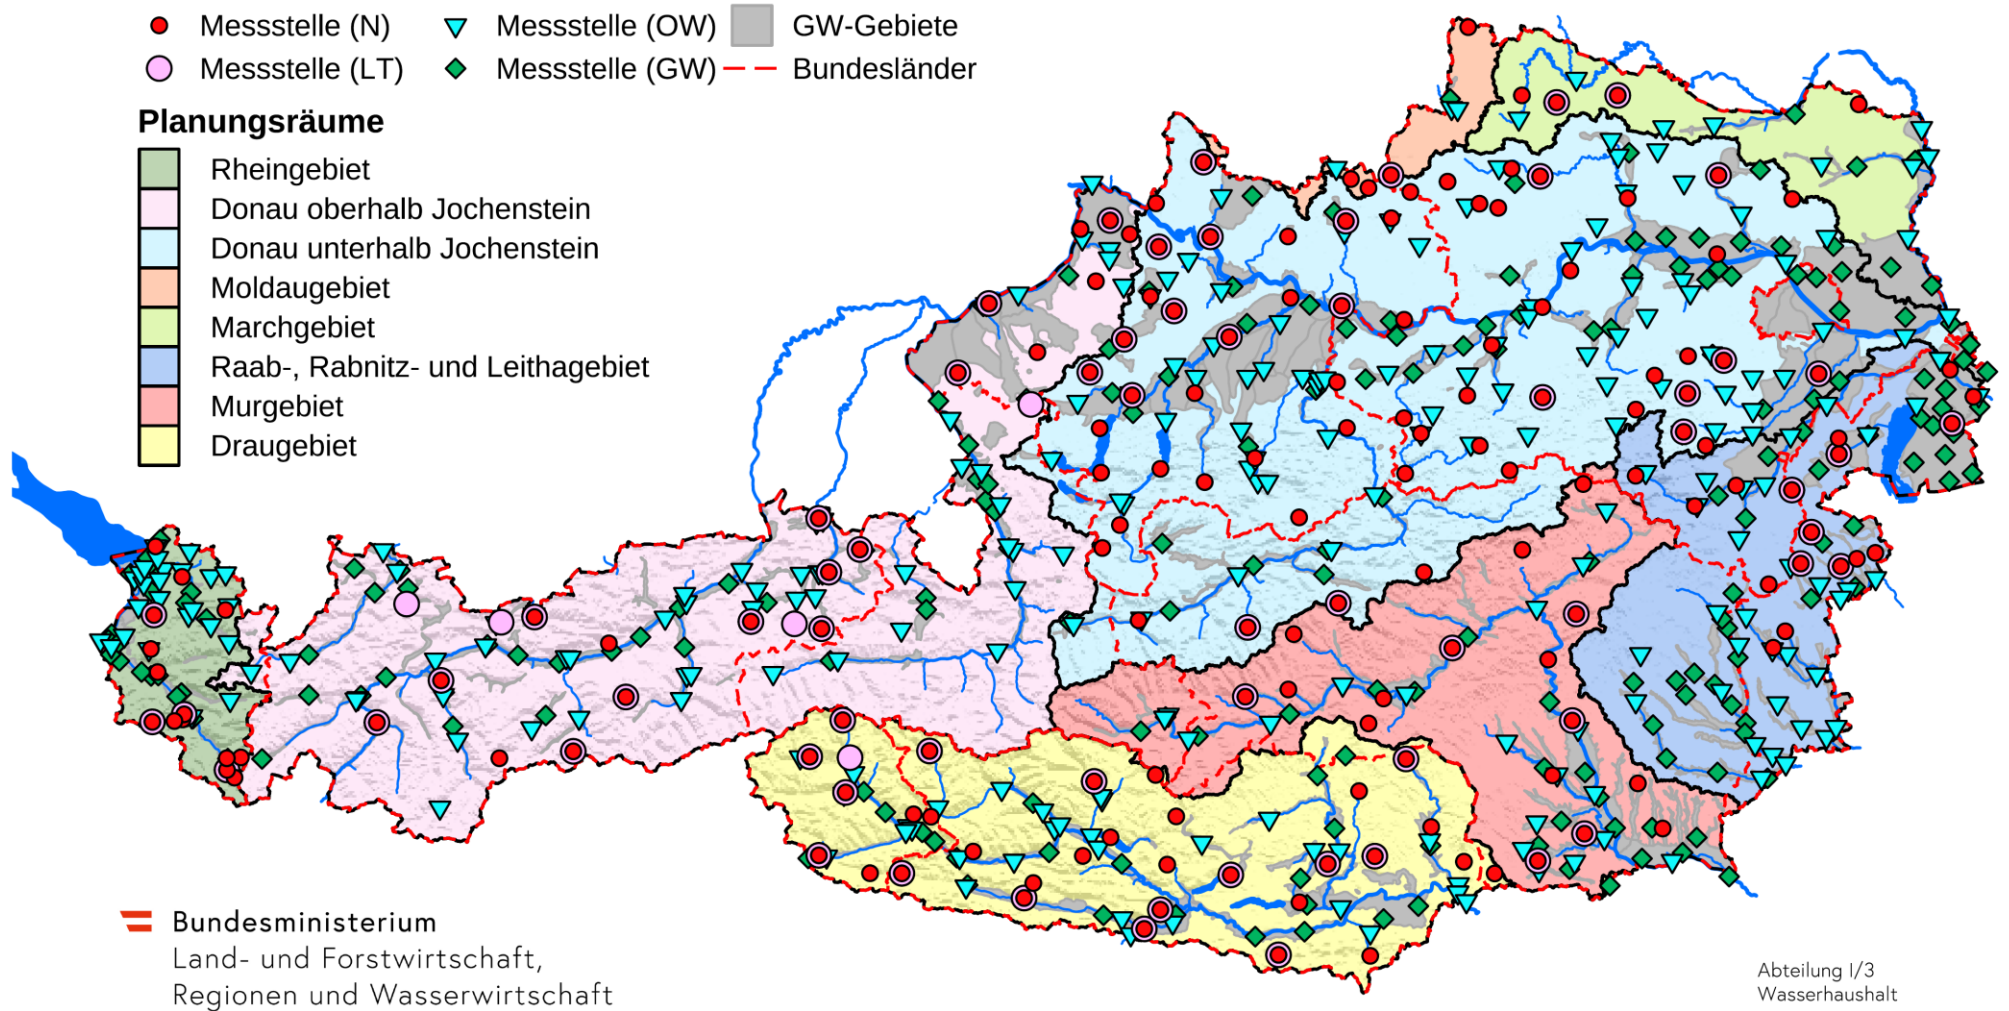 Messstelle (N)
Messstelle (OW)
GW-Gebiete
Messstelle (LT)
Messstelle (GW)
Bundesländer
Planungsräume
Rheingebiet
Donau oberhalb Jochenstein
Donau unterhalb Jochenstein
Moldaugebiet
Marchgebiet
Raab-, Rabnitz- und Leithagebiet
Murgebiet
Draugebiet
Bundesministerium
Land- und Forstwirtschaft,
Regionen und Wasserwirtschaft
Abteilung I/3
Wasserhaushalt